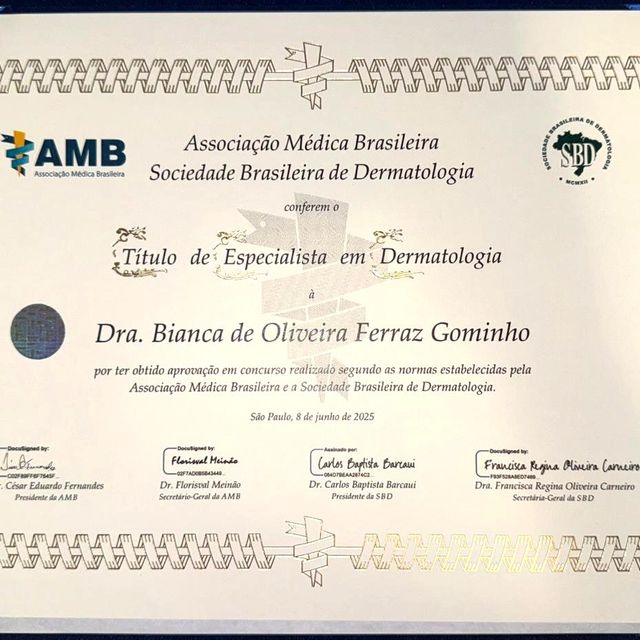 AMB
Associação Médica Brasileira
Associação Médica Brasileira
Sociedade Brasileira de Dermatologia
SOCIEDADE BRASILEIRA DE DERMATOLOGIA
SBD
MCMXII
conferem o
Título de Especialista em Dermatologia
à
Dra. Bianca de Oliveira Ferraz Gominho
por ter obtido aprovação em concurso realizado segundo as normas estabelecidas pela
Associação Médica Brasileira e a Sociedade Brasileira de Dermatologia.
São Paulo, 8 de junho de 2025
DocuSigned by:
. César Eduardo Fernandes
Presidente da AMB
DocuSigned by:
Florisval Meinão
Dr. Florisval Meinão
Secretário-Geral da AMB
Assinado por:
Carlos Baptista Barcaui
Dr. Carlos Baptista Barcaui
Presidente da SBD
DocuSigned by:
Francisca Regina Oliveira Carneiro
Dra. Francisca Regina Oliveira Carneiro
Secretária-Geral da SBD